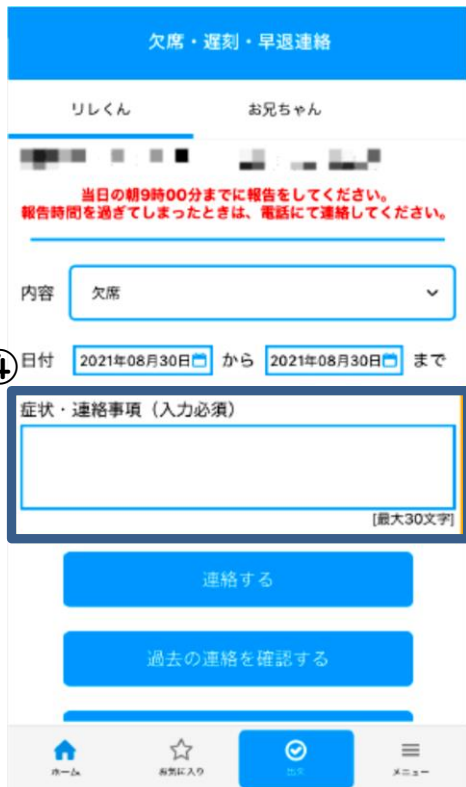 欠席・遅刻・早退連絡
リレくん お兄ちゃん
当日の朝9時00分までに報告をしてください。
報告時間を過ぎてしまったときは、電話にて連絡してください。
内容 欠席
④日付 2021年08月30日 から 2021年08月30日 まで
症状・連絡事項（入力必須）
[最大30文字]
連絡する
過去の連絡を確認する
ホーム お気に入り 出欠 メニュー